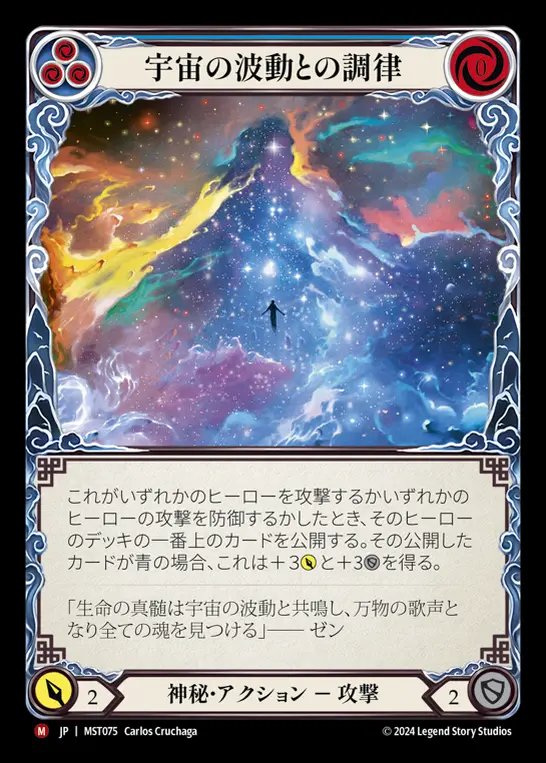 宇宙の波動との調律
0
これがいずれかのヒーローを攻撃するかいずれかの
ヒーローの攻撃を防御するかしたとき、そのヒーロー
のデッキの一番上のカードを公開する。その公開した
カードが青の場合、これは＋3と＋3を得る。
「生命の真髄は宇宙の波動と共鳴し、万物の歌声と
なり全ての魂を見つける」―― ゼン
2 神秘・アクション － 攻撃 2
M JP | MST075 Carlos Cruchaga © 2024 Legend Story Studios